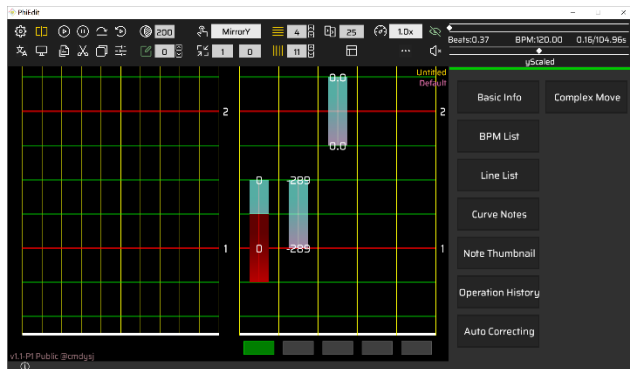 PhiEdit
200 MirrorY 4 25 1.0x
Beats:0.37 BPM:120.00 0.16/104.96s
0 1 0 11
yScaled
Untitled
Default
0.0
Basic Info Complex Move
2 2
BPM List
0.0
Line List
0 -289
Curve Notes
1 0 -289 1
Note Thumbnail
Operation History
Auto Correcting
v1.1-P1 Public @cmdysj